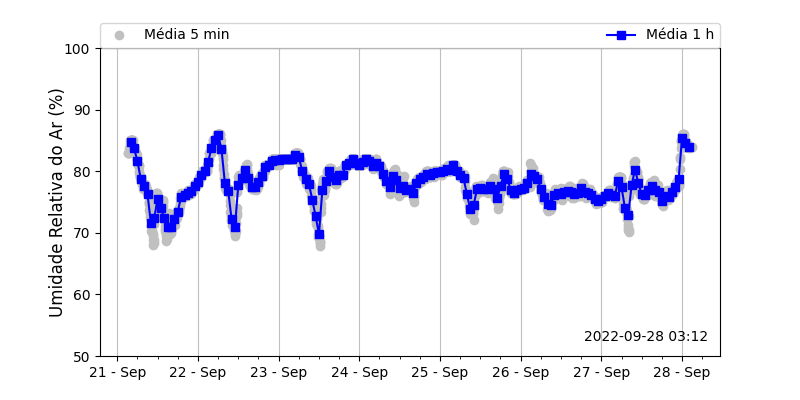 Média 5 min
Média 1 h
Umidade Relativa do Ar (%)
100
90
80
70
60
50
2022-09-28 03:12
21 - Sep
22 - Sep
23 - Sep
24 - Sep
25 - Sep
26 - Sep
27 - Sep
28 - Sep